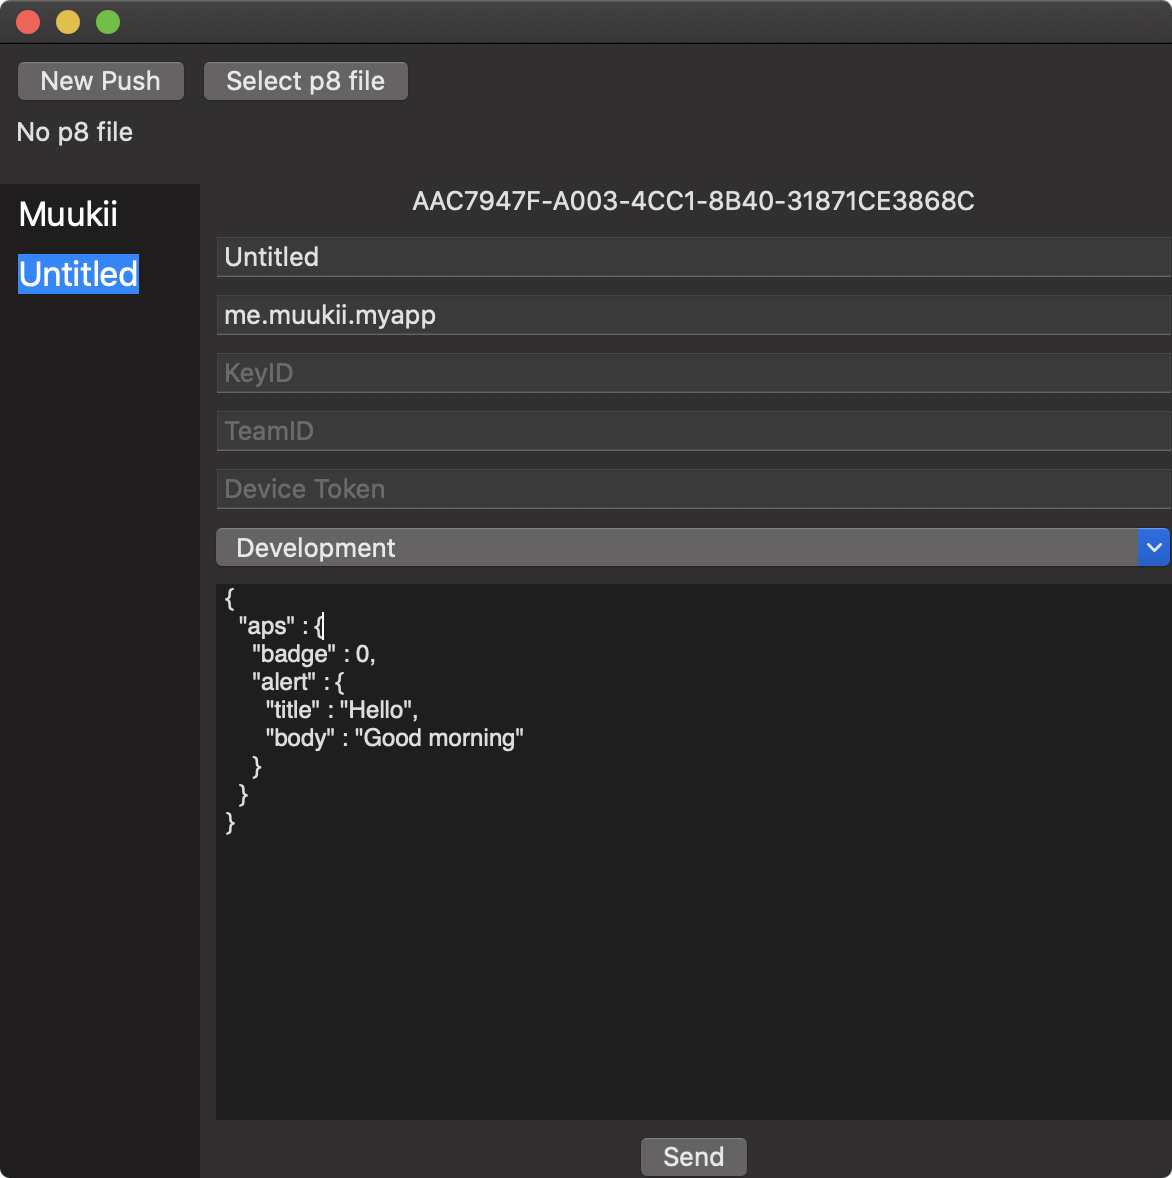 New Push
Select p8 file
No p8 file
Muukii
Untitled
AAC7947F-A003-4CC1-8B40-31871CE3868C
Untitled
me.muukii.myapp
KeyID
TeamID
Device Token
Development
{
"aps" : {
"badge" : 0,
"alert" : {
"title" : "Hello",
"body" : "Good morning"
}
}
}
Send